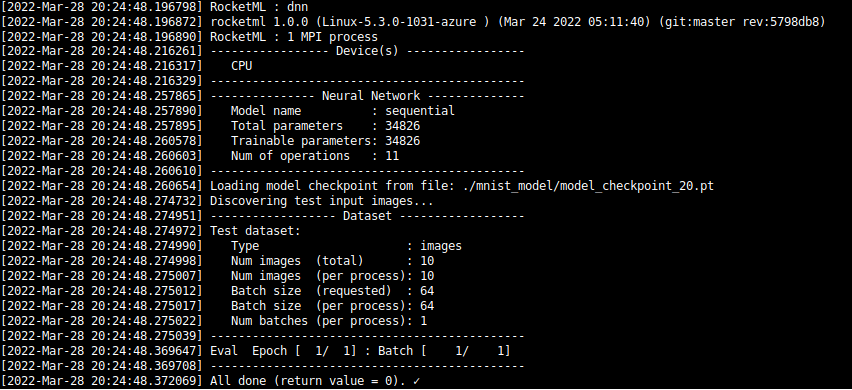 [2022-Mar-28 20:24:48.196798] RocketML : dnn
[2022-Mar-28 20:24:48.196872] rocketml 1.0.0 (Linux-5.3.0-1031-azure ) (Mar 24 2022 05:11:40) (git:master rev:5798db8)
[2022-Mar-28 20:24:48.196890] RocketML : 1 MPI process
[2022-Mar-28 20:24:48.216261] ----------------- Device(s) -----------------
[2022-Mar-28 20:24:48.216317]    CPU
[2022-Mar-28 20:24:48.216329] ---------------------------------------------
[2022-Mar-28 20:24:48.257865] --------------- Neural Network --------------
[2022-Mar-28 20:24:48.257890]    Model name          : sequential
[2022-Mar-28 20:24:48.257895]    Total parameters    : 34826
[2022-Mar-28 20:24:48.260578]    Trainable parameters: 34826
[2022-Mar-28 20:24:48.260603]    Num of operations   : 11
[2022-Mar-28 20:24:48.260610] ---------------------------------------------
[2022-Mar-28 20:24:48.260654] Loading model checkpoint from file: ./mnist_model/model_checkpoint_20.pt
[2022-Mar-28 20:24:48.274732] Discovering test input images...
[2022-Mar-28 20:24:48.274951] ------------------ Dataset ------------------
[2022-Mar-28 20:24:48.274972] Test dataset:
[2022-Mar-28 20:24:48.274990]    Type                     : images
[2022-Mar-28 20:24:48.274998]    Num images  (total)      : 10
[2022-Mar-28 20:24:48.275007]    Num images  (per process): 10
[2022-Mar-28 20:24:48.275012]    Batch size  (requested)  : 64
[2022-Mar-28 20:24:48.275017]    Batch size  (per process): 64
[2022-Mar-28 20:24:48.275022]    Num batches (per process): 1
[2022-Mar-28 20:24:48.275039] ---------------------------------------------
[2022-Mar-28 20:24:48.369647] Eval  Epoch [  1/  1] : Batch [    1/    1]
[2022-Mar-28 20:24:48.369708] ---------------------------------------------
[2022-Mar-28 20:24:48.372069] All done (return value = 0). ✓